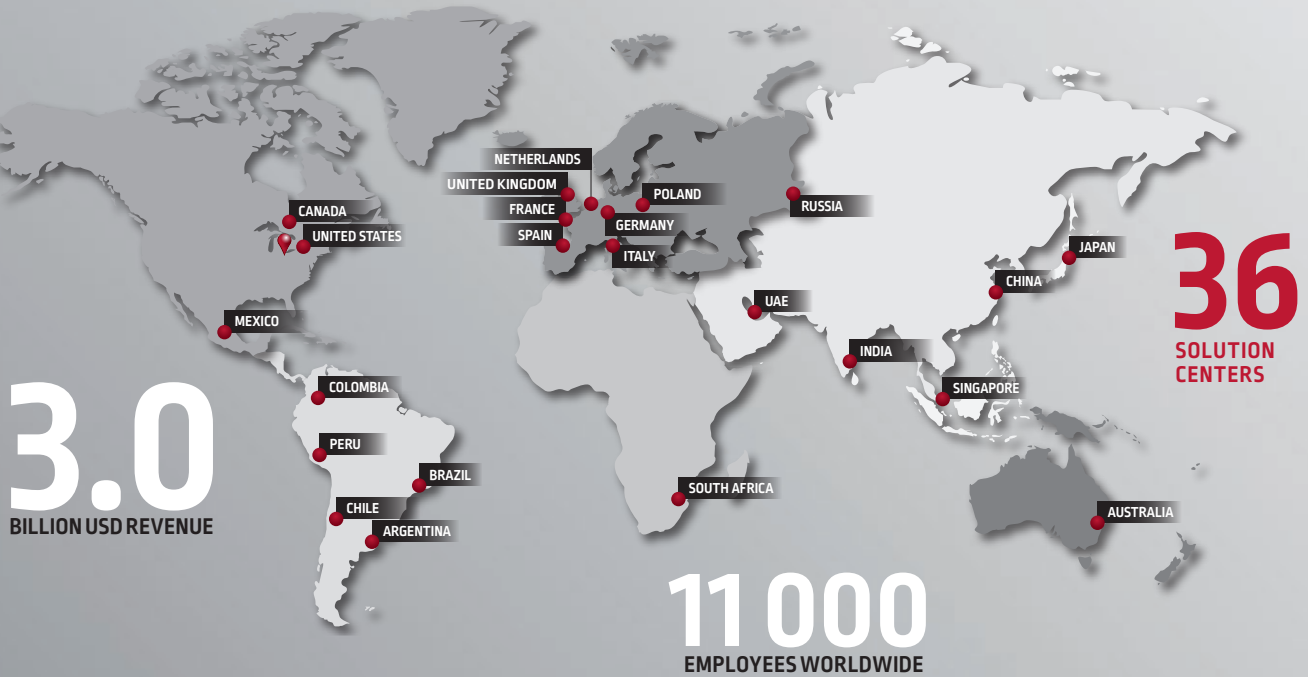 NETHERLANDS
UNITED KINGDOM
POLAND
FRANCE
RUSSIA
CANADA
GERMANY
SPAIN
UNITED STATES
ITALY
JAPAN
CHINA
36
SOLUTION
CENTERS
UAE
MEXICO
INDIA
COLOMBIA
SINGAPORE
3.0
BILLION USD REVENUE
PERU
BRAZIL
SOUTH AFRICA
CHILE
AUSTRALIA
ARGENTINA
11 000
EMPLOYEES WORLDWIDE